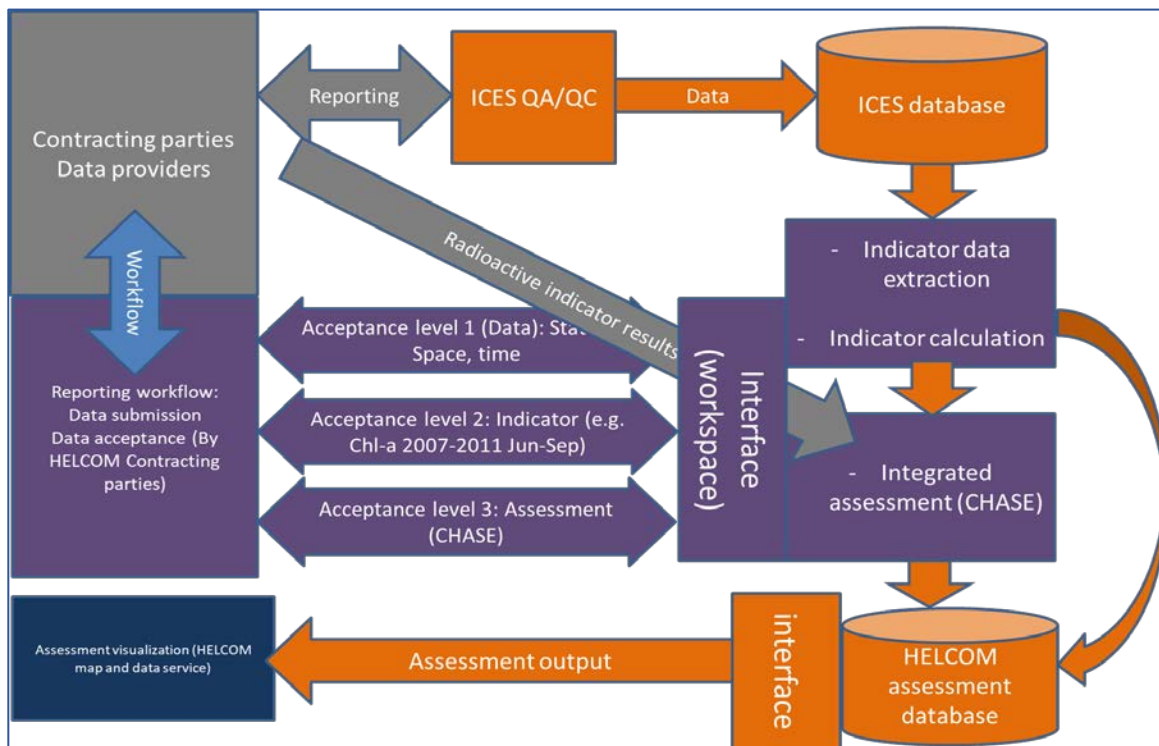 Contracting parties
Data providers
Reporting
ICES QA/QC
Data
ICES database
Workflow
Radioactive indicator results
- Indicator data
extraction
- Indicator calculation
Reporting workflow:
Data submission
Data acceptance (By
HELCOM Contracting
parties)
Acceptance level 1 (Data): Stat
Space, time
Acceptance level 2: Indicator (e.g.
Chl-a 2007-2011 Jun-Sep)
Acceptance level 3: Assessment
(CHASE)
Interface
(workspace)
- Integrated
assessment (CHASE)
Assessment visualization (HELCOM
map and data service)
Assessment output
interface
HELCOM
assessment
database